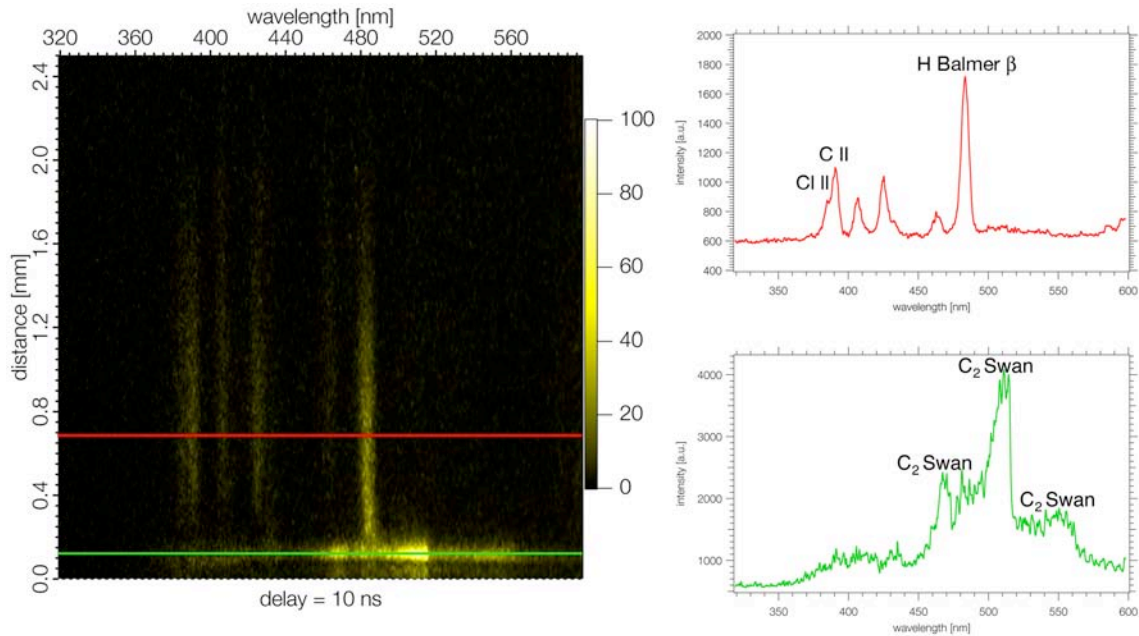 wavelength [nm]
320 360 400 440 480 520 560
distance [mm]
2.4
2.0
1.6
1.2
0.8
0.4
0.0
delay = 10 ns
100
80
60
40
20
0
intensity [a.u.]
2000
1800
1600
1400
1200
1000
800
600
400
H Balmer β
C II
Cl II
350 400 450 500 550 600
wavelength [nm]
intensity [a.u.]
4000
3000
2000
1000
C2 Swan
C2 Swan
C2 Swan
350 400 450 500 550 600
wavelength [nm]